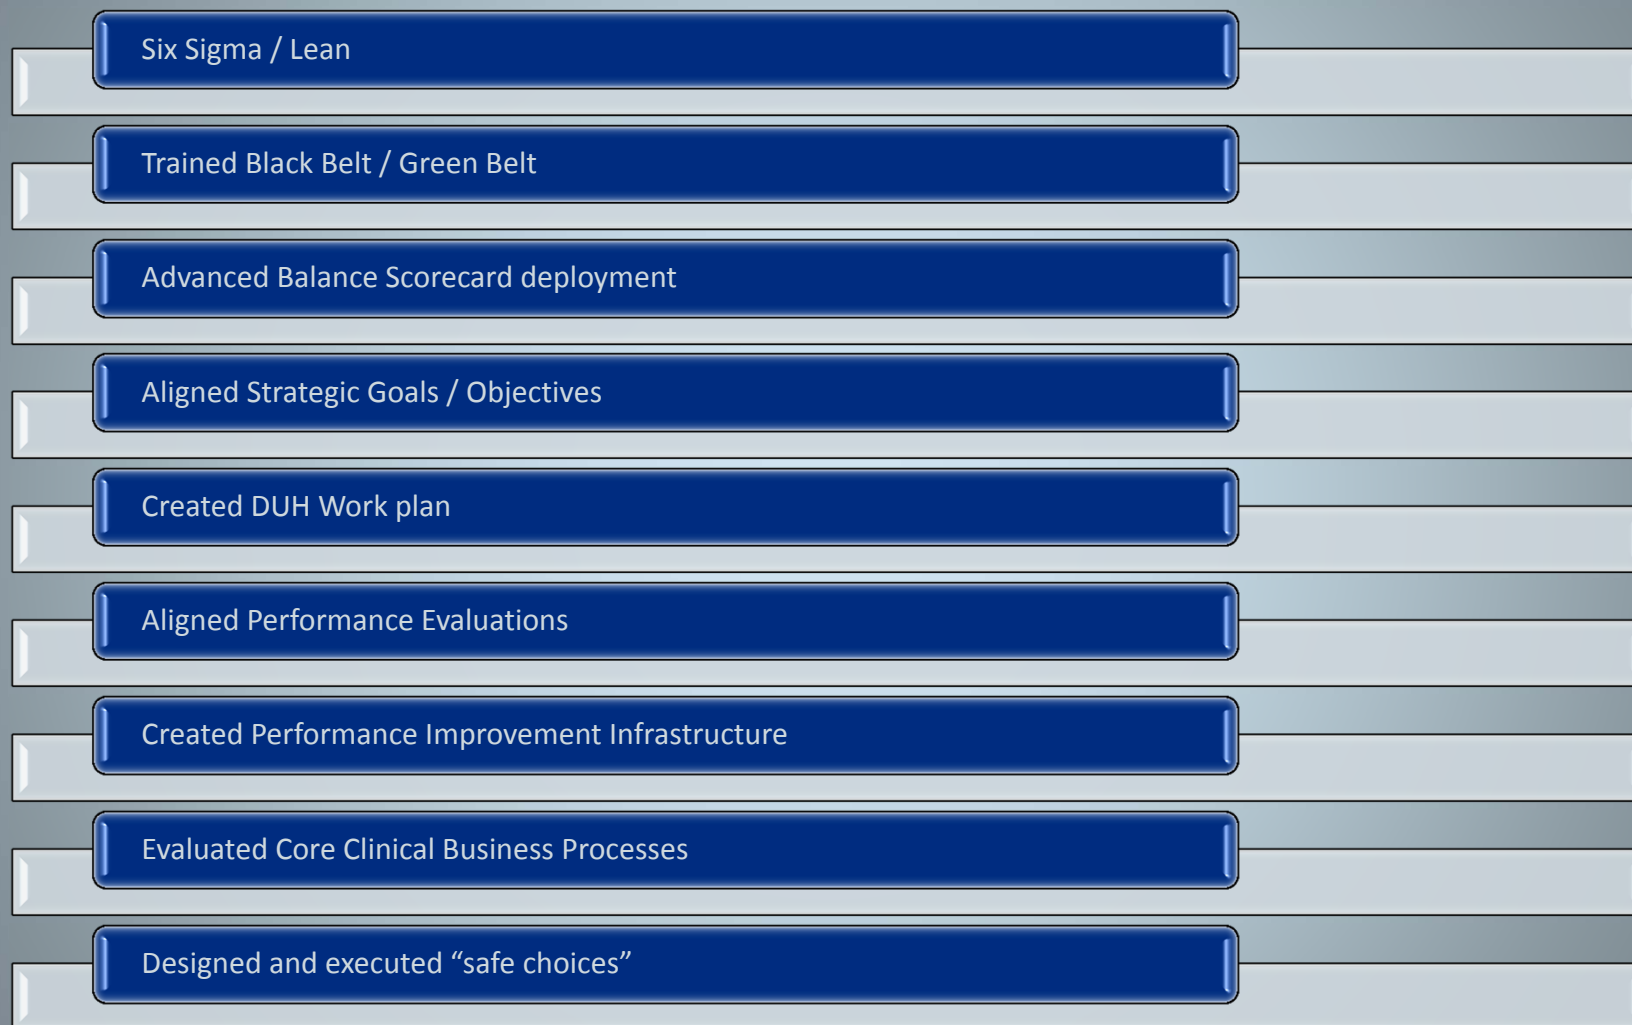 Six Sigma / Lean
Trained Black Belt / Green Belt
Advanced Balance Scorecard deployment
Aligned Strategic Goals / Objectives
Created DUH Work plan
Aligned Performance Evaluations
Created Performance Improvement Infrastructure
Evaluated Core Clinical Business Processes
Designed and executed “safe choices”